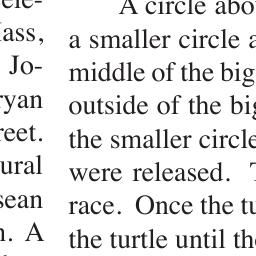 lass,
Jo-
ryan
reet.
ural
sean
n. A
A circle abo
a smaller circle a
middle of the big
outside of the big
the smaller circle
were released. T
race. Once the tu
the turtle until the